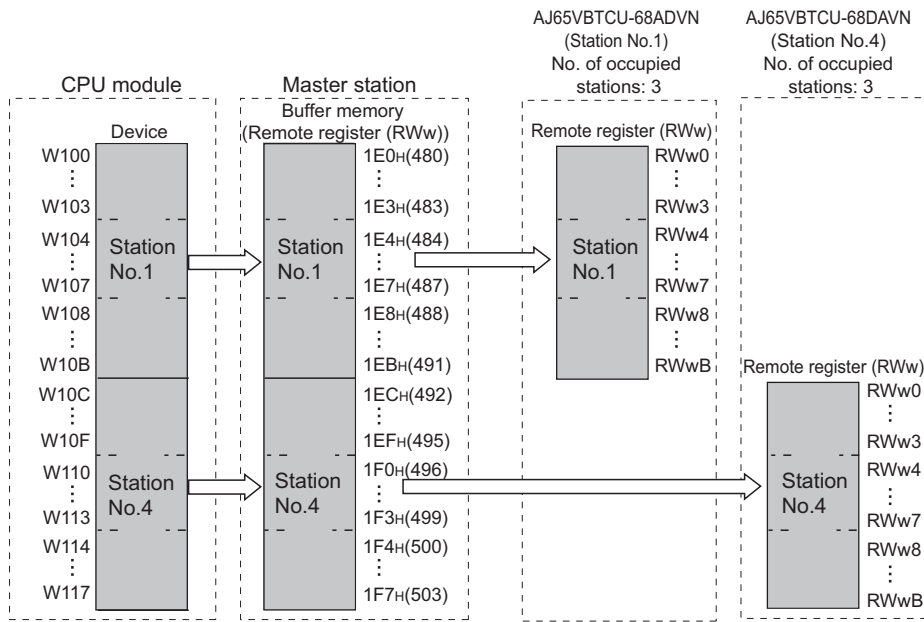 AJ65VBTCU-68ADVN
(Station No.1)
No. of occupied
stations: 3
AJ65VBTCU-68DAVN
(Station No.4)
No. of occupied
stations: 3
CPU module
Device
W100
W103
W104
W107
W108
W10B
W10C
W10F
W110
W113
W114
W117
Station
No.1
Station
No.4
Master station
Buffer memory
(Remote register (RWw))
Station
No.1
Station
No.4
1E0H(480)
1E3H(483)
1E4H(484)
1E7H(487)
1E8H(488)
1EBH(491)
1ECH(492)
1EFH(495)
1F0H(496)
1F3H(499)
1F4H(500)
1F7H(503)
Remote register (RWw)
Station
No.1
RWw0
RWw3
RWw4
RWw7
RWw8
RWwB
Remote register (RWw)
Station
No.4
RWw0
RWw3
RWw4
RWw7
RWw8
RWwB